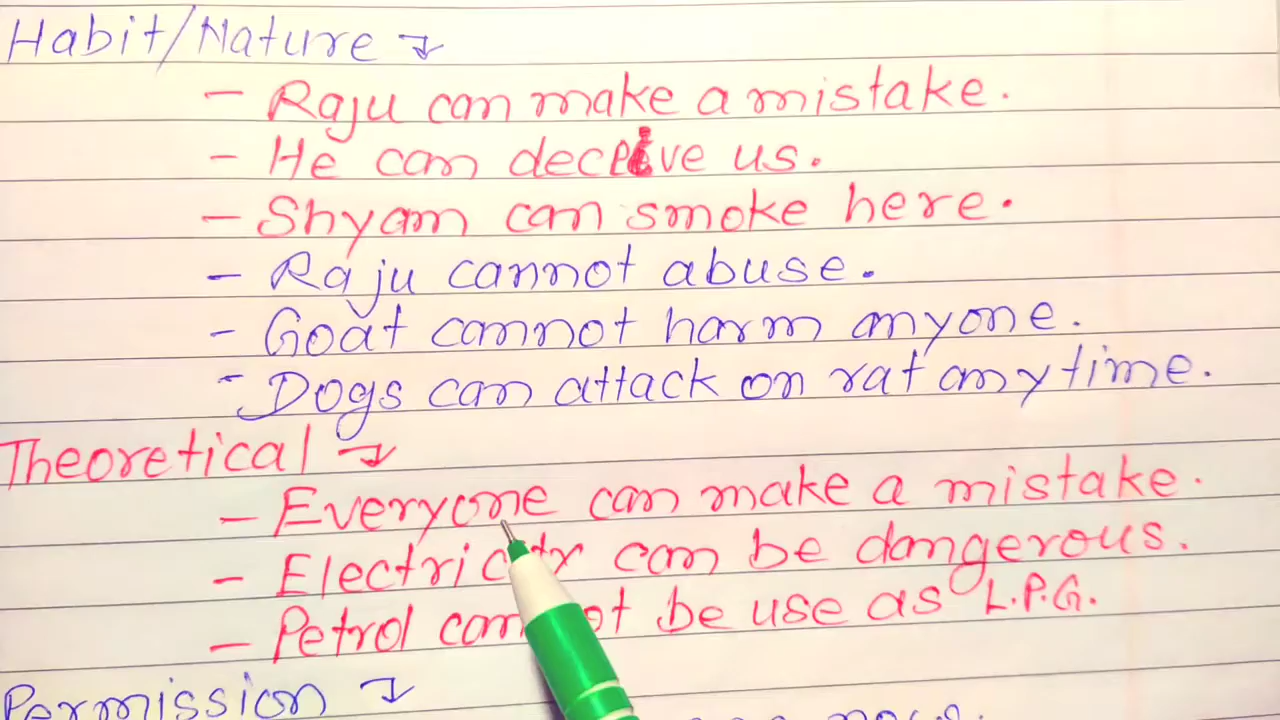 Habit/Nature ↴
- Raju can make a mistake.
- He can deceive us.
- Shyam can smoke here.
- Raju cannot abuse.
- Goat cannot harm anyone.
- Dogs can attack on rat anytime.
Theoretical ↴
- Everyone can make a mistake.
- Electricity can be dangerous.
- Petrol cannot be use as L.P.G.
Permission ↴